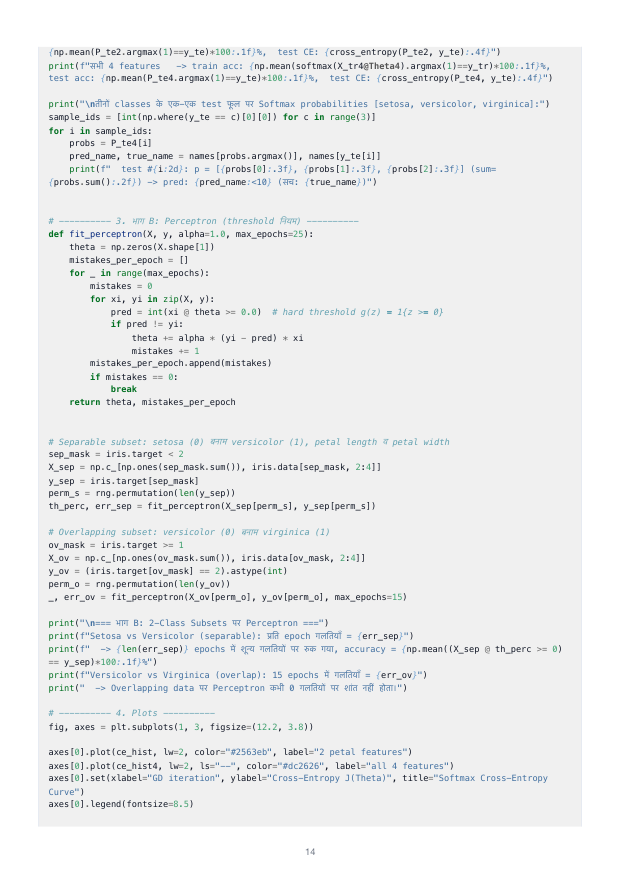 {np.mean(P_te2.argmax(1)==y_te)*100:.1f}%,  test CE: {cross_entropy(P_te2, y_te):.4f}")
print(f"सभी 4 features   -> train acc: {np.mean(softmax(X_tr4@Theta4).argmax(1)==y_tr)*100:.1f}%,
test acc: {np.mean(P_te4.argmax(1)==y_te)*100:.1f}%,  test CE: {cross_entropy(P_te4, y_te):.4f}")
print("\nतीनों classes के एक-एक test फूल पर Softmax probabilities [setosa, versicolor, virginica]:")
sample_ids = [int(np.where(y_te == c)[0][0]) for c in range(3)]
for i in sample_ids:
    probs = P_te4[i]
    pred_name, true_name = names[probs.argmax()], names[y_te[i]]
    print(f"  test #{i:2d}: p = [{probs[0]:.3f}, {probs[1]:.3f}, {probs[2]:.3f}] (sum=
{probs.sum():.2f}) -> pred: {pred_name:<10} (सच: {true_name})")
# ---------- 3. भाग B: Perceptron (threshold नियम) ----------
def fit_perceptron(X, y, alpha=1.0, max_epochs=25):
    theta = np.zeros(X.shape[1])
    mistakes_per_epoch = []
    for _ in range(max_epochs):
        mistakes = 0
        for xi, yi in zip(X, y):
            pred = int(xi @ theta >= 0.0)  # hard threshold g(z) = 1{z >= 0}
            if pred != yi:
                theta += alpha * (yi - pred) * xi
                mistakes += 1
        mistakes_per_epoch.append(mistakes)
        if mistakes == 0:
            break
    return theta, mistakes_per_epoch
# Separable subset: setosa (0) बनाम versicolor (1), petal length व petal width
sep_mask = iris.target < 2
X_sep = np.c_[np.ones(sep_mask.sum()), iris.data[sep_mask, 2:4]]
y_sep = iris.target[sep_mask]
perm_s = rng.permutation(len(y_sep))
th_perc, err_sep = fit_perceptron(X_sep[perm_s], y_sep[perm_s])
# Overlapping subset: versicolor (0) बनाम virginica (1)
ov_mask = iris.target >= 1
X_ov = np.c_[np.ones(ov_mask.sum()), iris.data[ov_mask, 2:4]]
y_ov = (iris.target[ov_mask] == 2).astype(int)
perm_o = rng.permutation(len(y_ov))
_, err_ov = fit_perceptron(X_ov[perm_o], y_ov[perm_o], max_epochs=15)
print("\n=== भाग B: 2-Class Subsets पर Perceptron ===")
print(f"Setosa vs Versicolor (separable): प्रति epoch गलतियाँ = {err_sep}")
print(f"  -> {len(err_sep)} epochs में शून्य गलतियों पर रुक गया, accuracy = {np.mean((X_sep @ th_perc >= 0)
== y_sep)*100:.1f}%")
print(f"Versicolor vs Virginica (overlap): 15 epochs में गलतियाँ = {err_ov}")
print("  -> Overlapping data पर Perceptron कभी 0 गलतियों पर शांत नहीं होता।")
# ---------- 4. Plots ----------
fig, axes = plt.subplots(1, 3, figsize=(12.2, 3.8))
axes[0].plot(ce_hist, lw=2, color="#2563eb", label="2 petal features")
axes[0].plot(ce_hist4, lw=2, ls="--", color="#dc2626", label="all 4 features")
axes[0].set(xlabel="GD iteration", ylabel="Cross-Entropy J(Theta)", title="Softmax Cross-Entropy
Curve")
axes[0].legend(fontsize=8.5)
14